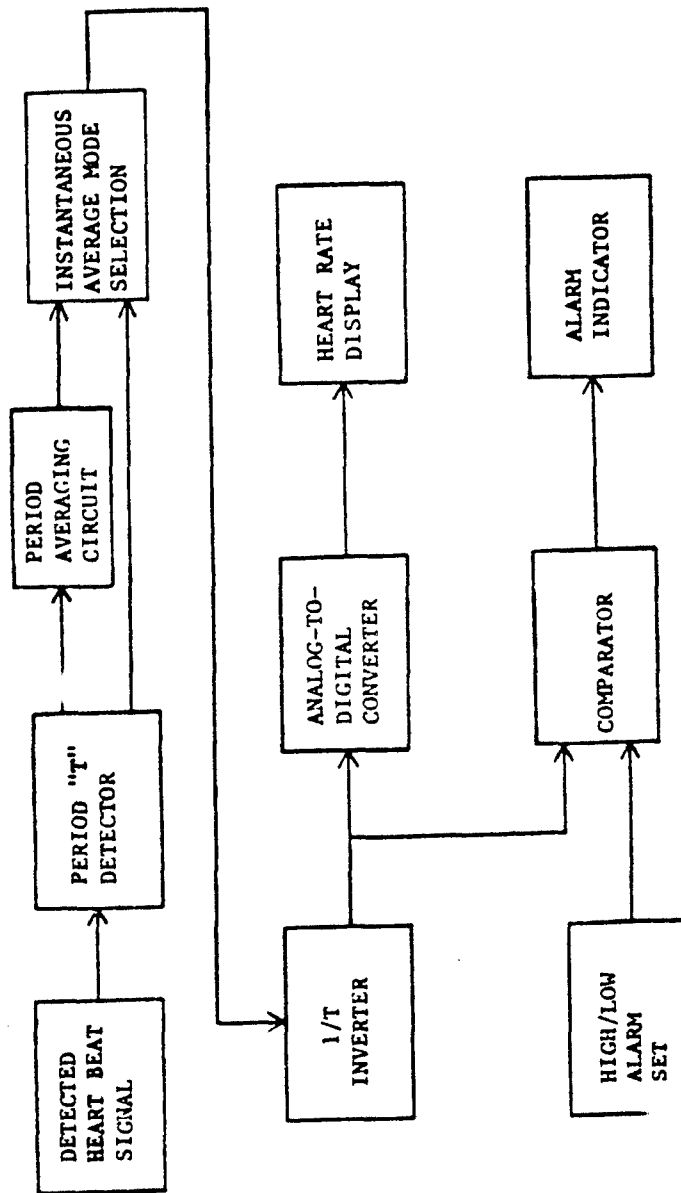 DETECTED
HEART BEAT
SIGNAL
PERIOD "T"
DETECTOR
PERIOD
AVERAGING
CIRCUIT
INSTANTANEOUS
AVERAGE MODE
SELECTION
1/T
INVERTER
ANALOG-TO-
DIGITAL
CONVERTER
HEART RATE
DISPLAY
HIGH/LOW
ALARM
SET
COMPARATOR
ALARM
INDICATOR